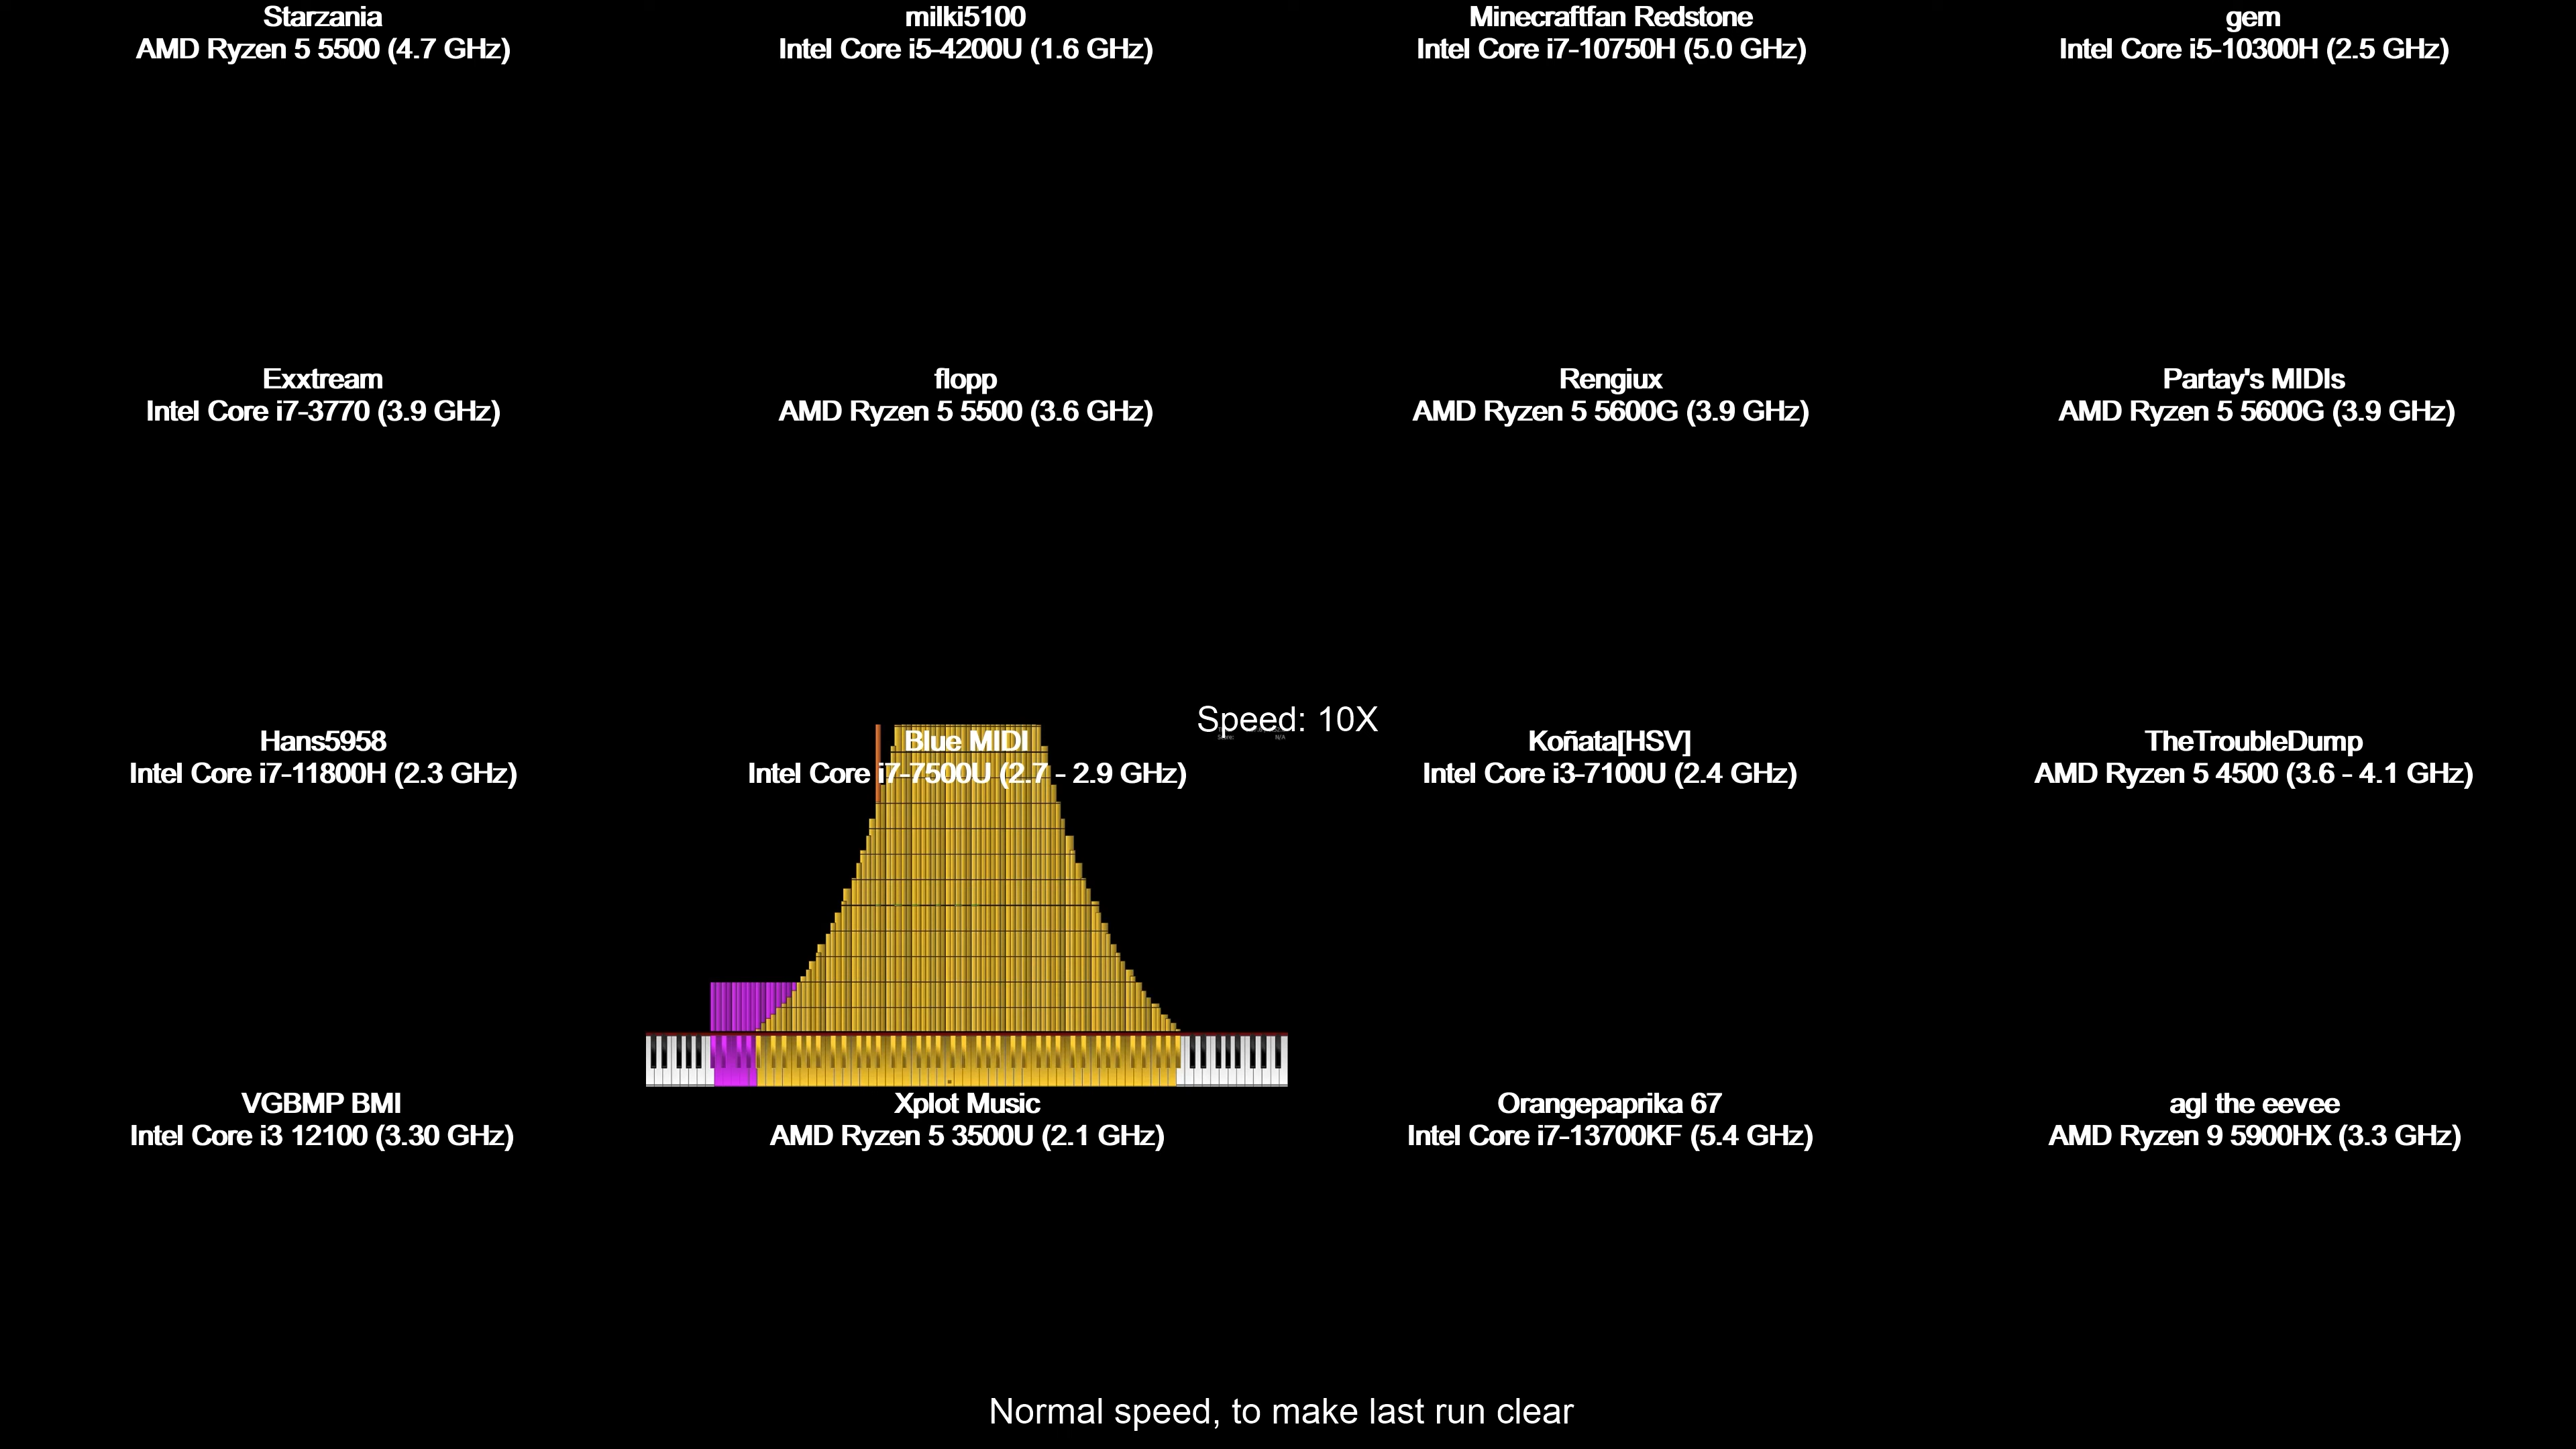 Starzania
AMD Ryzen 5 5500 (4.7 GHz)
milki5100
Intel Core i5-4200U (1.6 GHz)
Minecraftfan Redstone
Intel Core i7-10750H (5.0 GHz)
gem
Intel Core i5-10300H (2.5 GHz)
Exxtream
Intel Core i7-3770 (3.9 GHz)
flopp
AMD Ryzen 5 5500 (3.6 GHz)
Rengiux
AMD Ryzen 5 5600G (3.9 GHz)
Partay's MIDIs
AMD Ryzen 5 5600G (3.9 GHz)
Speed: 10X
Hans5958
Intel Core i7-11800H (2.3 GHz)
Blue MIDI
Intel Core i7-7500U (2.7 - 2.9 GHz)
Koñata[HSV]
Intel Core i3-7100U (2.4 GHz)
TheTroubleDump
AMD Ryzen 5 4500 (3.6 - 4.1 GHz)
VGBMP BMI
Intel Core i3 12100 (3.30 GHz)
Xplot Music
AMD Ryzen 5 3500U (2.1 GHz)
Orangepaprika 67
Intel Core i7-13700KF (5.4 GHz)
agl the eevee
AMD Ryzen 9 5900HX (3.3 GHz)
Normal speed, to make last run clear